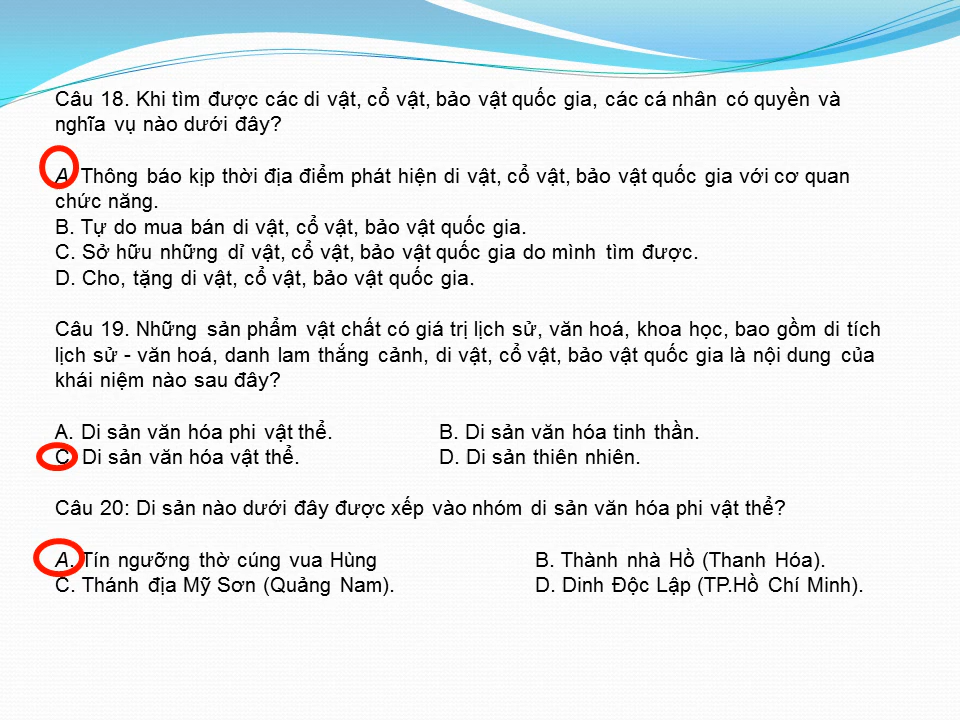 Câu 18. Khi tìm được các di vật, cổ vật, bảo vật quốc gia, các cá nhân có quyền và
nghĩa vụ nào dưới đây?
A. Thông báo kịp thời địa điểm phát hiện di vật, cổ vật, bảo vật quốc gia với cơ quan
chức năng.
B. Tự do mua bán di vật, cổ vật, bảo vật quốc gia.
C. Sở hữu những dỉ vật, cổ vật, bảo vật quốc gia do mình tìm được.
D. Cho, tặng di vật, cổ vật, bảo vật quốc gia.
Câu 19. Những sản phẩm vật chất có giá trị lịch sử, văn hoá, khoa học, bao gồm di tích
lịch sử - văn hoá, danh lam thắng cảnh, di vật, cổ vật, bảo vật quốc gia là nội dung của
khái niệm nào sau đây?
A. Di sản văn hóa phi vật thể. B. Di sản văn hóa tinh thần.
C. Di sản văn hóa vật thể. D. Di sản thiên nhiên.
Câu 20: Di sản nào dưới đây được xếp vào nhóm di sản văn hóa phi vật thể?
A. Tín ngưỡng thờ cúng vua Hùng B. Thành nhà Hồ (Thanh Hóa).
C. Thánh địa Mỹ Sơn (Quảng Nam). D. Dinh Độc Lập (TP.Hồ Chí Minh).